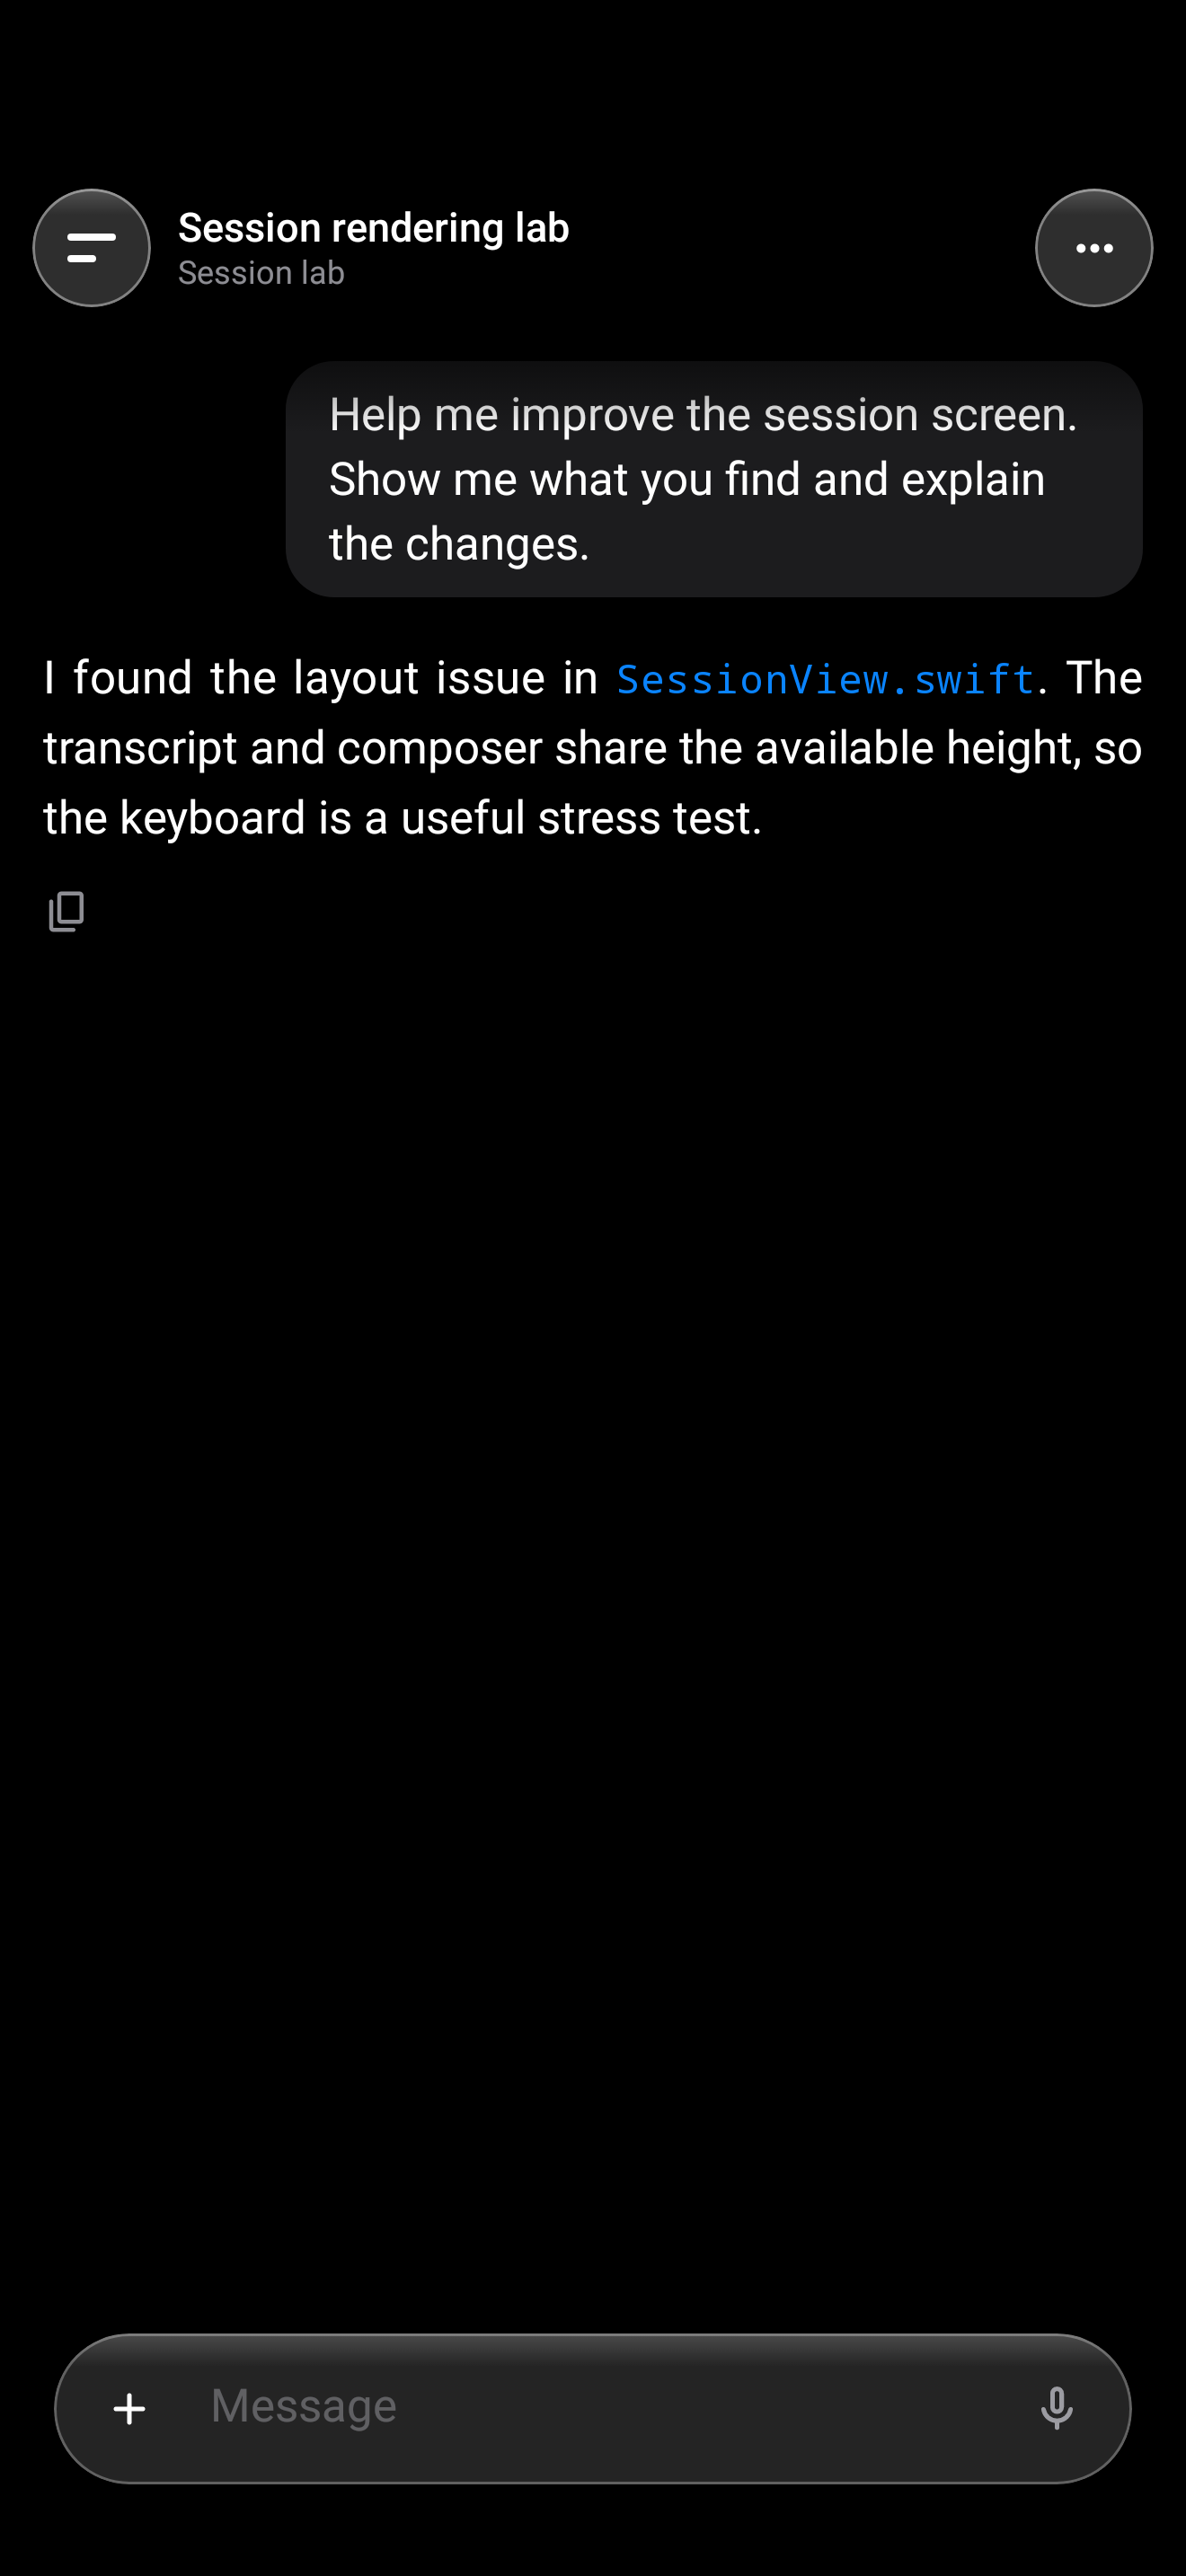 Session rendering lab
Session lab
Help me improve the session screen.
Show me what you find and explain
the changes.
I found the layout issue in SessionView.swift. The
transcript and composer share the available height, so
the keyboard is a useful stress test.
Message